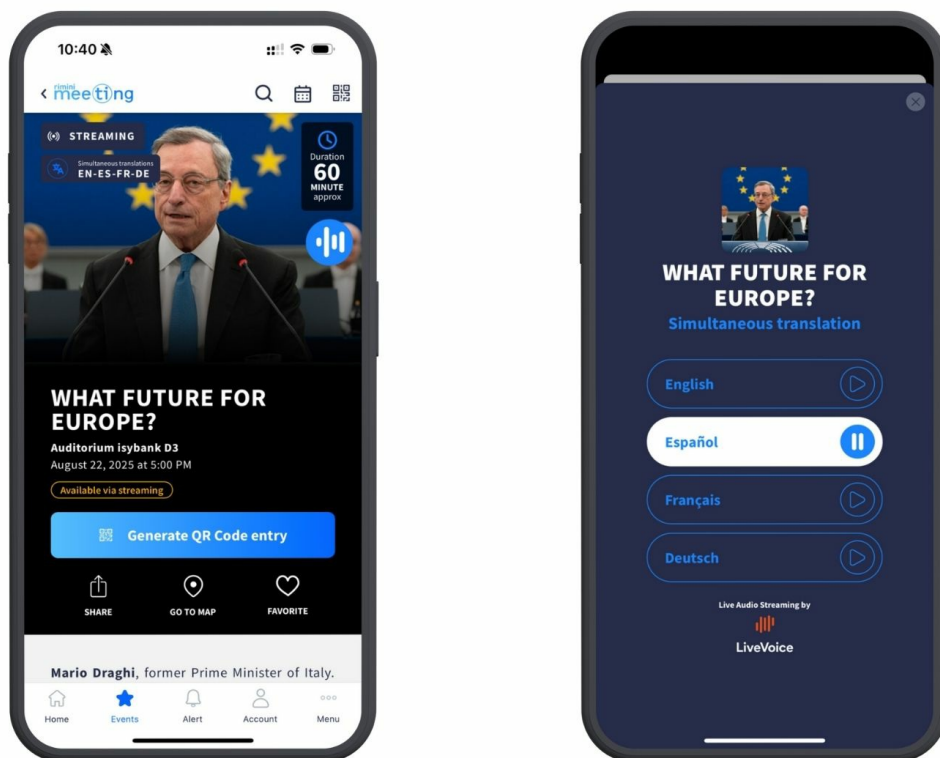 10:40
rimini
meeting
STREAMING
Simultaneous translations
EN-ES-FR-DE
Duration
60
MINUTE
approx
WHAT FUTURE FOR
EUROPE?
Auditorium isybank D3
August 22, 2025 at 5:00 PM
Available via streaming
Generate QR Code entry
SHARE
GO TO MAP
FAVORITE
Mario Draghi, former Prime Minister of Italy.
Home
Events
Alert
Account
Menu
WHAT FUTURE FOR
EUROPE?
Simultaneous translation
English
Español
Français
Deutsch
Live Audio Streaming by
LiveVoice